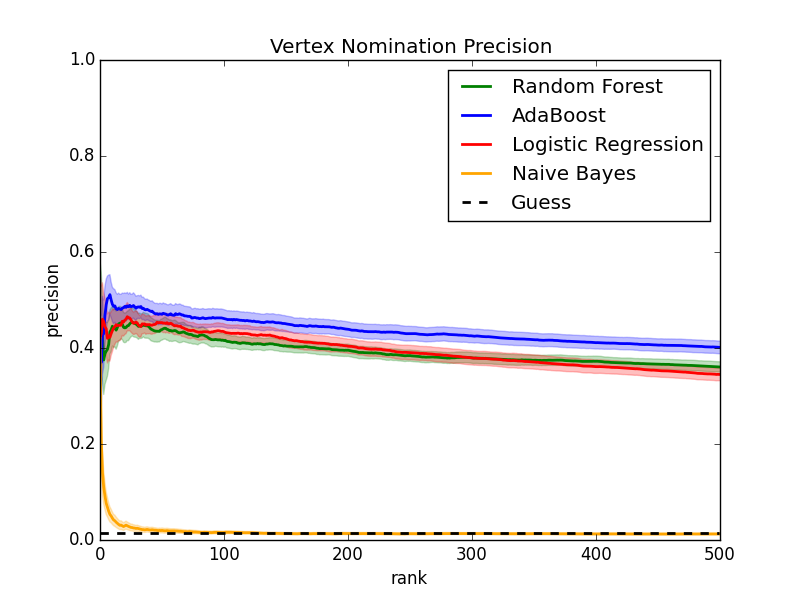 Vertex Nomination Precision
1.0
0.8
0.6
0.4
0.2
0.0
precision
Random Forest
AdaBoost
Logistic Regression
Naive Bayes
Guess
0 100 200 300 400 500
rank